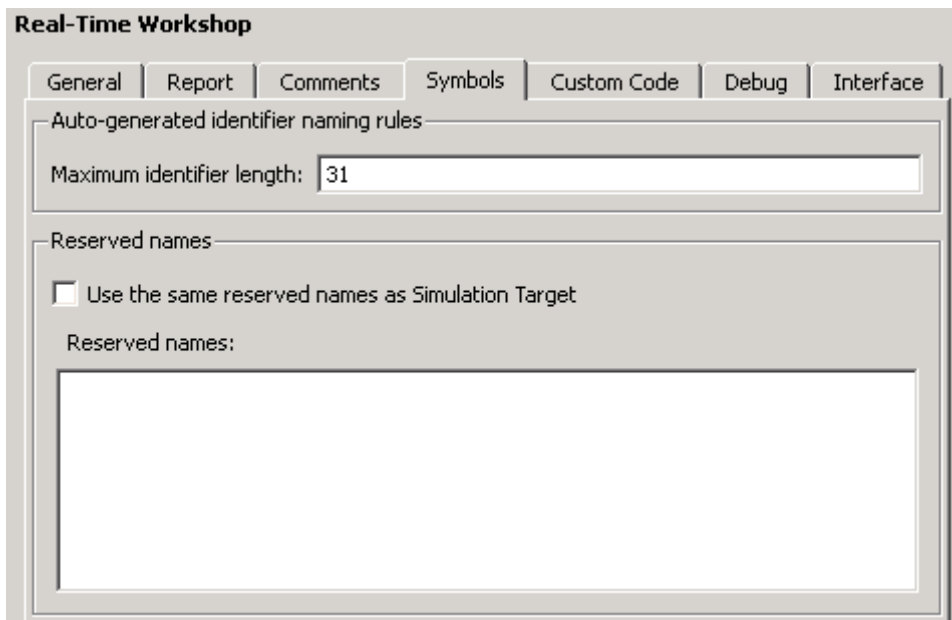 Real-Time Workshop
General Report Comments Symbols Custom Code Debug Interface
Auto-generated identifier naming rules
Maximum identifier length: 31
Reserved names
Use the same reserved names as Simulation Target
Reserved names: